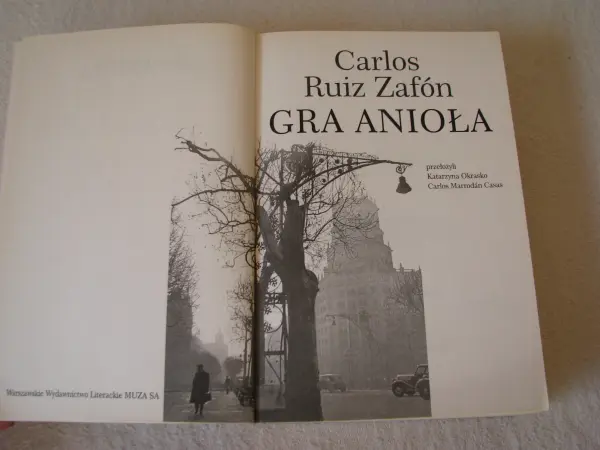 Carlos
Ruiz Zafón
GRA ANIOŁA
przełożyli
Katarzyna Okrasko
Carlos Marrodán Casas
Warszawskie Wydawnictwo Literackie MUZA SA